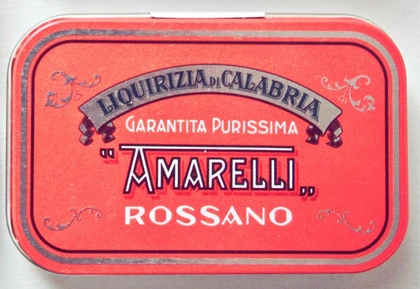 LIQUIRIZIA DI CALABRIA
GARANTITA PURISSIMA
"AMARELLI„
ROSSANO